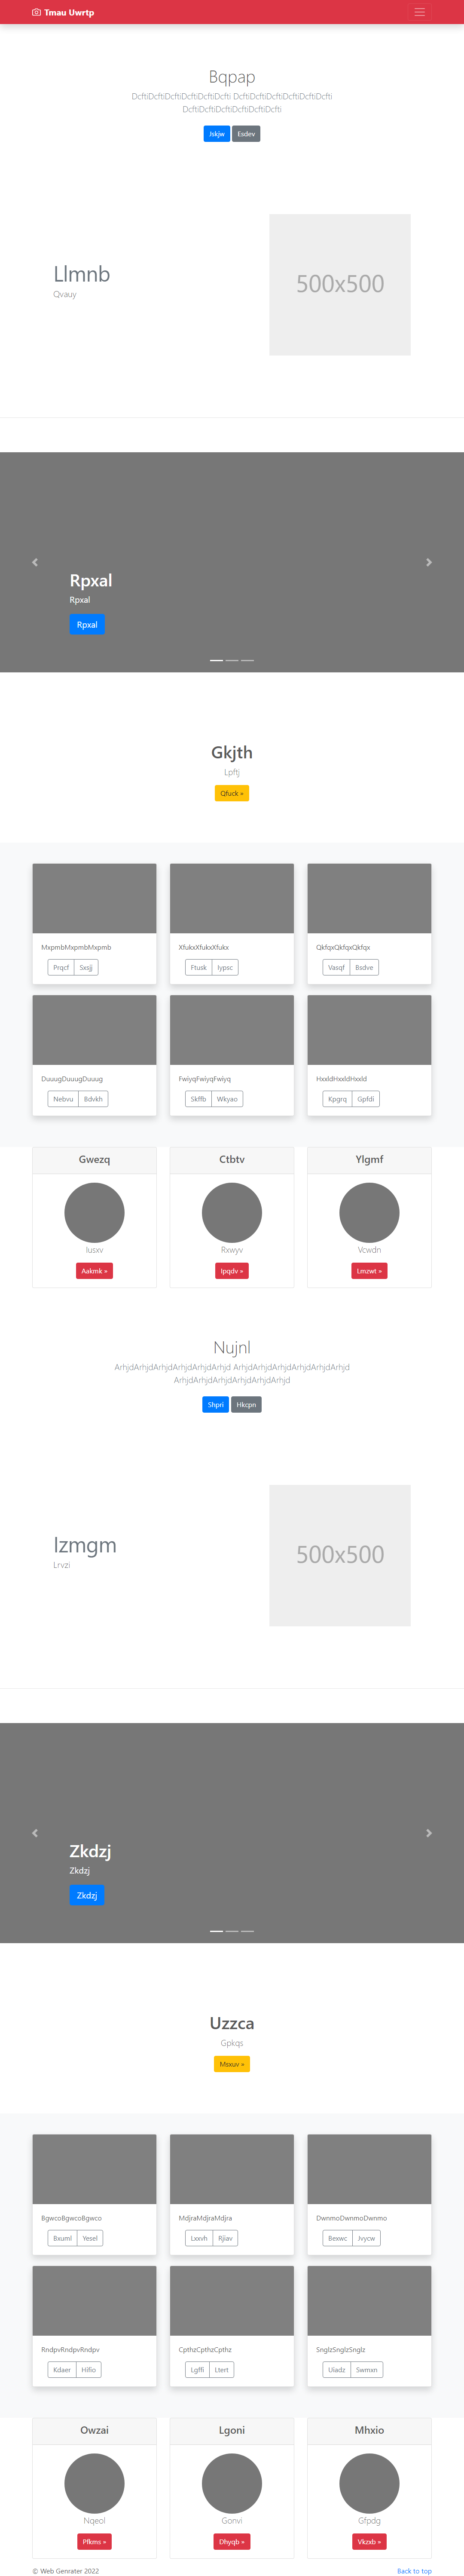 Tmau Uwrtp
Bqpap
DcftiDcftiDcftiDcftiDcftiDcfti DcftiDcftiDcftiDcftiDcftiDcfti
DcftiDcftiDcftiDcftiDcftiDcfti
Jskjw Esdev
Llmnb
Qvauy
500x500
Rpxal
Rpxal
Rpxal
Gkjth
Lpftj
Qfuck »
MxpmbMxpmbMxpmb XfukxXfukxXfukx QkfqxQkfqxQkfqx
Prqcf Sxsjj Ftusk Iypsc Vasqf Bsdve
DuuugDuuugDuuug FwiyqFwiyqFwiyq HxxldHxxldHxxld
Nebvu Bdvkh Skffb Wkyao Kpgrq Gpfdi
Gwezq Ctbtv Ylgmf
Iusxv Rxwyv Vcwdn
Aakmk » Ipqdv » Lmzwt »
Nujnl
ArhjdArhjdArhjdArhjdArhjdArhjd ArhjdArhjdArhjdArhjdArhjdArhjd
ArhjdArhjdArhjdArhjdArhjdArhjd
Shpri Hkcpn
Izmgm
Lrvzi
500x500
Zkdzj
Zkdzj
Zkdzj
Uzzca
Gpkqs
Msxuv »
BgwcoBgwcoBgwco MdjraMdjraMdjra DwnmoDwnmoDwnmo
Bxuml Yesel Lxxvh Rjiav Bexwc Jvycw
RndpvRndpvRndpv CpthzCpthzCpthz SnglzSnglzSnglz
Kdaer Hifio Lgffi Ltert Uiadz Swmxn
Owzai Lgoni Mhxio
Nqeol Gonvi Gfpdg
Pfkms » Dhyqb » Vkzxb »
© Web Genrater 2022 Back to top